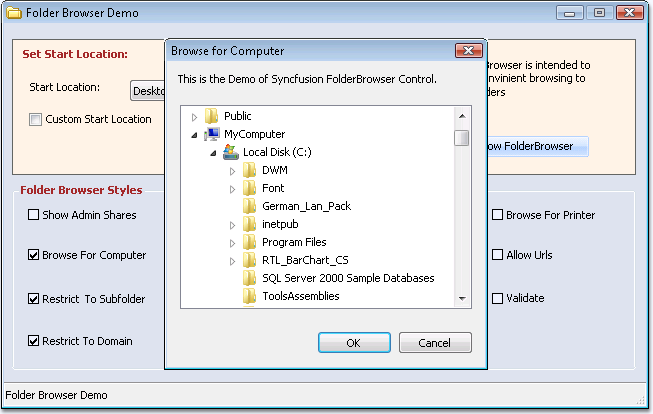 Folder Browser Demo
Set Start Location:
Start Location:
Custom Start Location
Browser is intended to
nvinient browsing to
ders
ow FolderBrowser
Browse for Computer
This is the Demo of Syncfusion FolderBrowser Control.
Public
MyComputer
Local Disk (C:)
DWM
Font
German_Lan_Pack
inetpub
Program Files
RTL_BarChart_CS
SQL Server 2000 Sample Databases
ToolsAssemblies
OK Cancel
Folder Browser Styles
Show Admin Shares
Browse For Computer
Restrict To Subfolder
Restrict To Domain
Browse For Printer
Allow Urls
Validate
Folder Browser Demo